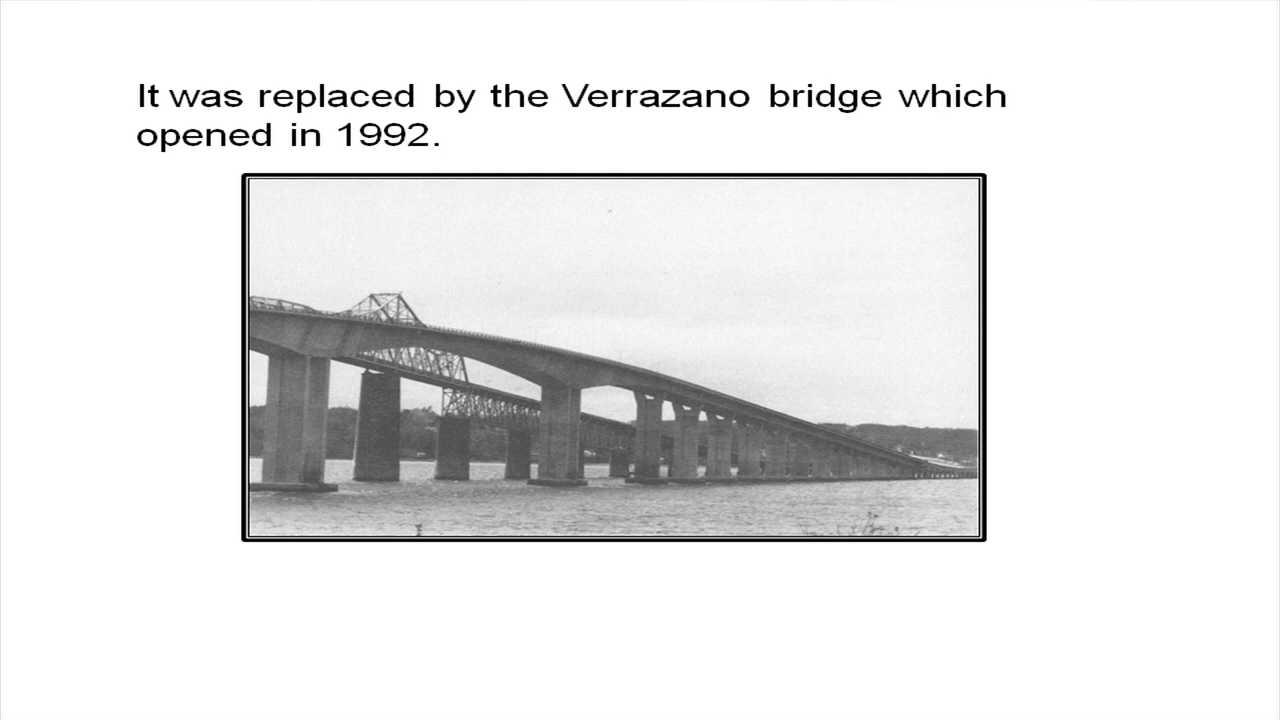 It was replaced by the Verrazano bridge which
opened in 1992.